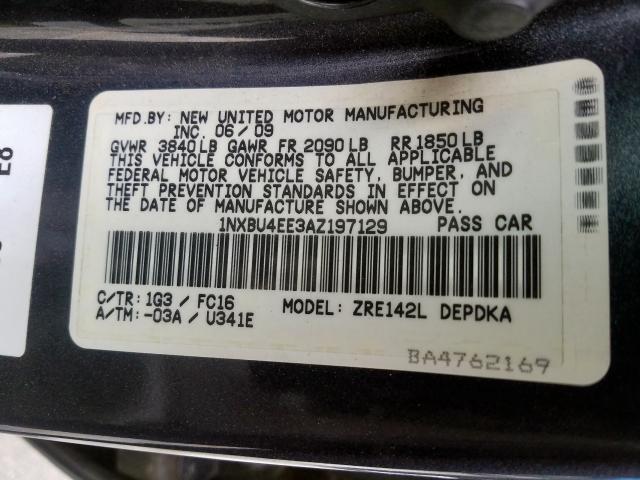 MFD.BY: NEW UNITED MOTOR MANUFACTURING
INC. 06/09
GVWR 3840LB GAWR FR 2090LB RR 1850LB
THIS VEHICLE CONFORMS TO ALL APPLICABLE
FEDERAL MOTOR VEHICLE SAFETY, BUMPER, AND
THEFT PREVENTION STANDARDS IN EFFECT ON
THE DATE OF MANUFACTURE SHOWN ABOVE.
1NXBU4EE3AZ197129 PASS CAR
C/TR: 1G3 / FC16 MODEL: ZRE142L DEPDKA
A/TM: -03A / U341E
BA4762169
E8